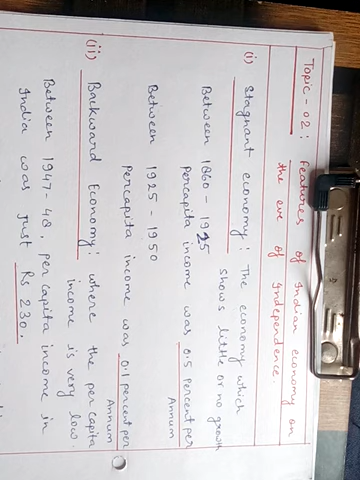 Topic-02: Features of Indian economy on
the eve of Independence.
(i) Stagnant economy: The economy which
shows little or no growth
Between 1860-1925
percapita income was 0.5 percent per
Annum
Between 1925-1950
percapita income was 0.1 percent per
Annum
(ii) Backward Economy: where the per capita
income is very low.
Between 1947-48, per capita income in
India was just Rs 230.